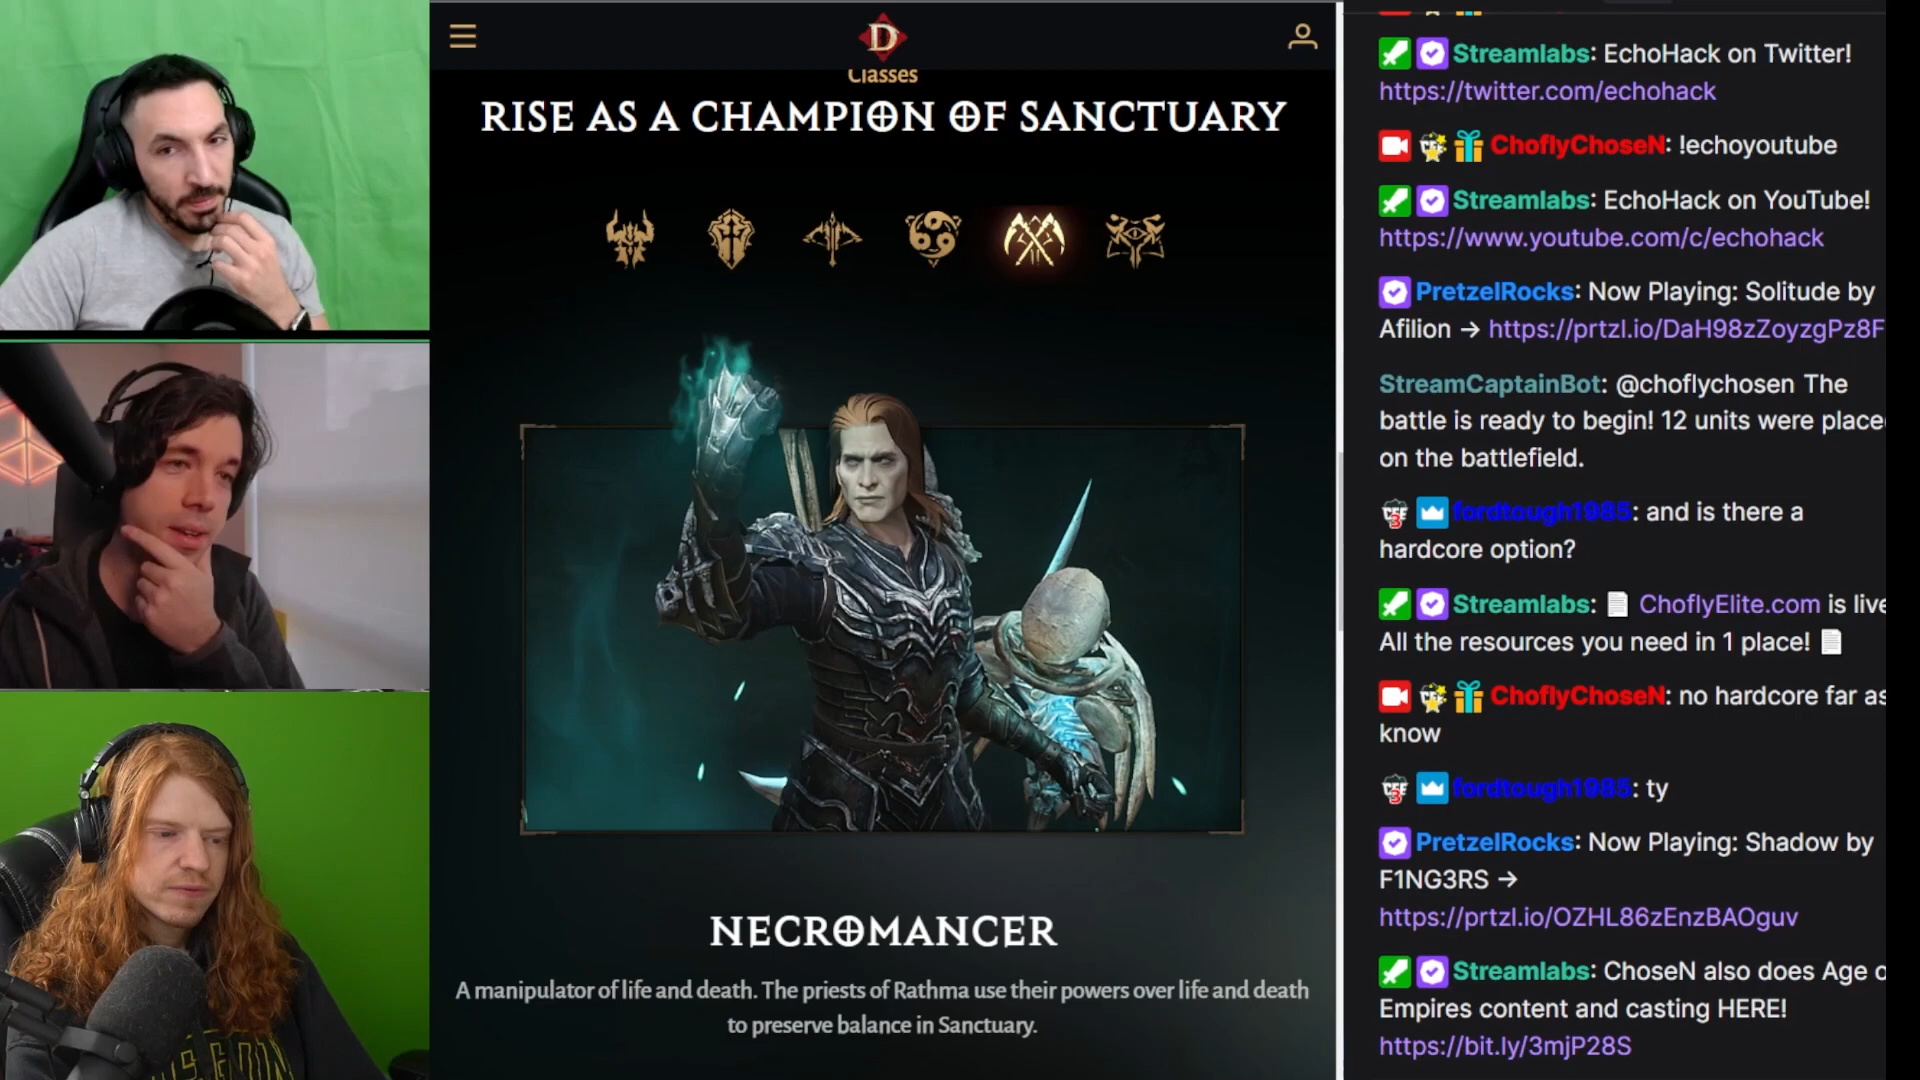 D
Classes
RISE AS A CHAMPION OF SANCTUARY
NECROMANCER
A manipulator of life and death. The priests of Rathma use their powers over life and death
to preserve balance in Sanctuary.
Streamlabs: EchoHack on Twitter!
https://twitter.com/echohack
ChoflyChoseN: !echoyoutube
Streamlabs: EchoHack on YouTube!
https://www.youtube.com/c/echohack
PretzelRocks: Now Playing: Solitude by
Afilion → https://prtzl.io/DaH98zZoyzgPz8F
StreamCaptainBot: @choflychosen The
battle is ready to begin! 12 units were place
on the battlefield.
fordtough1985: and is there a
hardcore option?
Streamlabs: ChoflyElite.com is live
All the resources you need in 1 place!
ChoflyChoseN: no hardcore far as
know
fordtough1985: ty
PretzelRocks: Now Playing: Shadow by
F1NG3RS →
https://prtzl.io/OZHL86zEnzBAOguv
Streamlabs: ChoseN also does Age o
Empires content and casting HERE!
https://bit.ly/3mjP28S